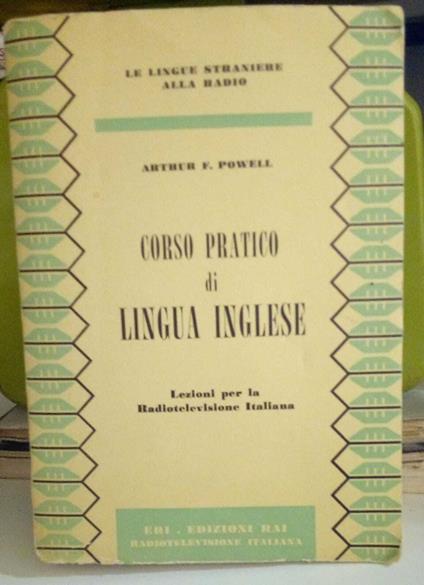 LE LINGUE STRANIERE
ALLA RADIO
ARTHUR F. POWELL
CORSO PRATICO
di
LINGUA INGLESE
Lezioni per la
Radiotelevisione Italiana
ERI . EDIZIONI RAI
RADIOTELEVISIONE ITALIANA